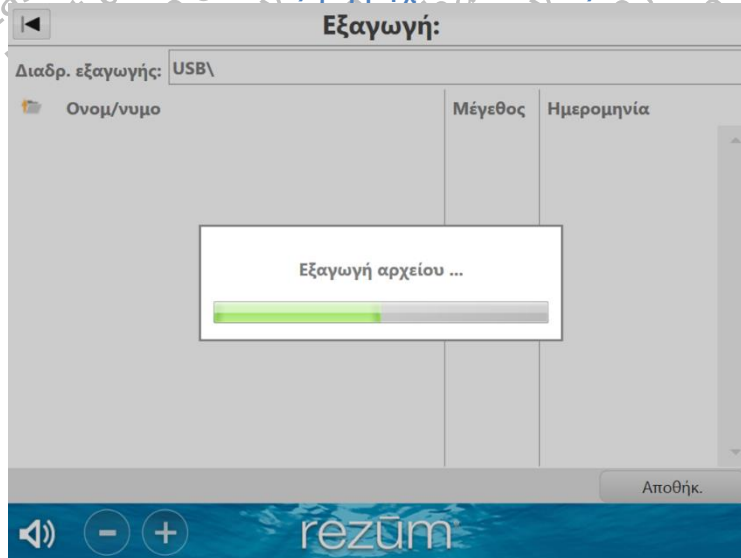 Εξαγωγή:
Διαδρ. εξαγωγής: USB\
Ονομ/νυμο Μέγεθος Ημερομηνία
Εξαγωγή αρχείου ...
Αποθήκ.
rezūm